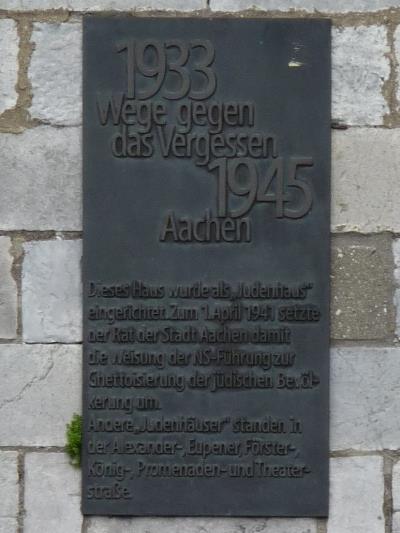 1933
Wege gegen
das Vergessen
1945
Aachen
Dieses Haus wurde als „Judenhaus“
eingerichtet. Zum 1. April 1941 setzte
der Rat der Stadt Aachen damit
die Weisung der NS-Führung zur
Ghettoisierung der jüdischen Bevöl-
kerung um.
Andere „Judenhäuser“ standen in
der Alexander-, Eupener, Förster-,
König-, Promenaden- und Theater-
straße.